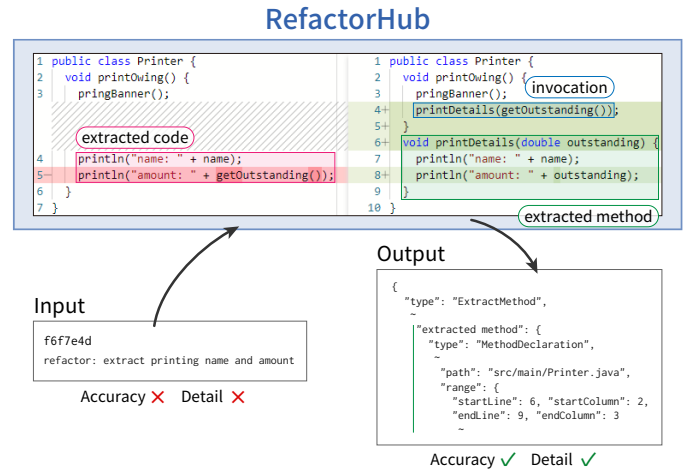 RefactorHub
1 public class Printer {
2 void printOwing() {
3 pringBanner();
extracted code
4 println("name: " + name);
5− println("amount: " + getOutstanding());
6 }
7 }
1 public class Printer {
2 void printOwing() {
3 pringBanner();
invocation
4+ printDetails(getOutstanding());
5+ }
6+ void printDetails(double outstanding) {
7 println("name: " + name);
8+ println("amount: " + outstanding);
9 }
10 }
extracted method
Input
f6f7e4d
refactor: extract printing name and amount
Accuracy ✕ Detail ✕
Output
{
"type": "ExtractMethod",
~
"extracted method": {
"type": "MethodDeclaration",
~
"path": "src/main/Printer.java",
"range": {
"startLine": 6, "startColumn": 2,
"endLine": 9, "endColumn": 3
~
Accuracy ✓ Detail ✓